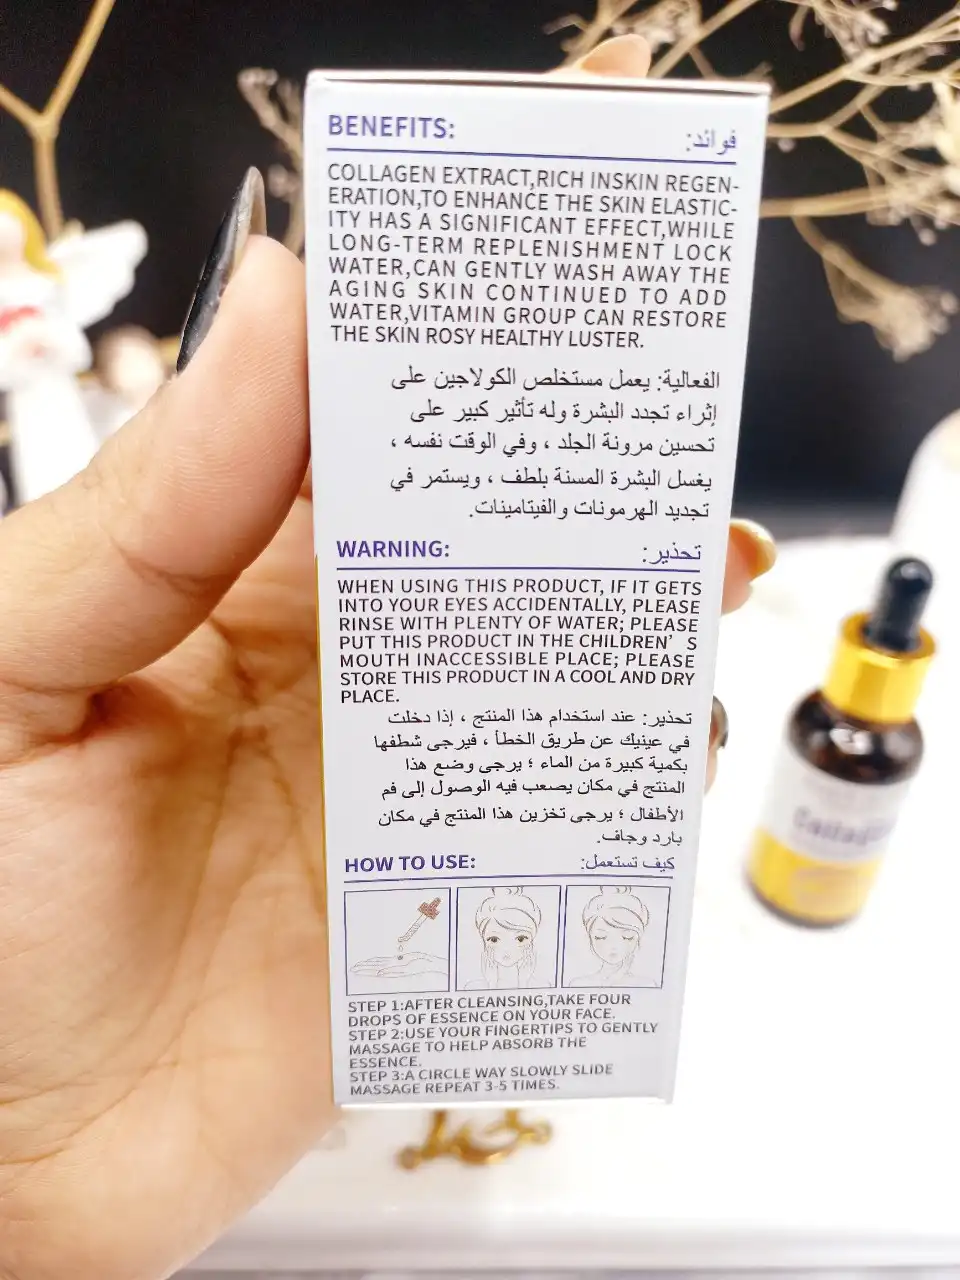 BENEFITS:
فوائد:
COLLAGEN EXTRACT,RICH INSKIN REGEN-
ERATION,TO ENHANCE THE SKIN ELASTIC-
ITY HAS A SIGNIFICANT EFFECT,WHILE
LONG-TERM REPLENISHMENT LOCK
WATER,CAN GENTLY WASH AWAY THE
AGING SKIN CONTINUED TO ADD
WATER,VITAMIN GROUP CAN RESTORE
THE SKIN ROSY HEALTHY LUSTER.
الفعالية: يعمل مستخلص الكولاجين على
إثراء تجدد البشرة وله تأثير كبير على
تحسين مرونة الجلد ، وفي الوقت نفسه ،
يغسل البشرة المسنة بلطف ، ويستمر في
تجديد الهرمونات والفيتامينات.
WARNING:
تحذير:
WHEN USING THIS PRODUCT, IF IT GETS
INTO YOUR EYES ACCIDENTALLY, PLEASE
RINSE WITH PLENTY OF WATER; PLEASE
PUT THIS PRODUCT IN THE CHILDREN’ S
MOUTH INACCESSIBLE PLACE; PLEASE
STORE THIS PRODUCT IN A COOL AND DRY
PLACE.
تحذير: عند استخدام هذا المنتج ، إذا دخلت
في عينيك عن طريق الخطأ ، فيرجى شطفها
بكمية كبيرة من الماء ؛ يرجى وضع هذا
المنتج في مكان يصعب فيه الوصول إلى فم
الأطفال ؛ يرجى تخزين هذا المنتج في مكان
بارد وجاف.
HOW TO USE:
كيف تستعمل:
STEP 1:AFTER CLEANSING,TAKE FOUR
DROPS OF ESSENCE ON YOUR FACE.
STEP 2:USE YOUR FINGERTIPS TO GENTLY
MASSAGE TO HELP ABSORB THE
ESSENCE.
STEP 3:A CIRCLE WAY SLOWLY SLIDE
MASSAGE REPEAT 3-5 TIMES.